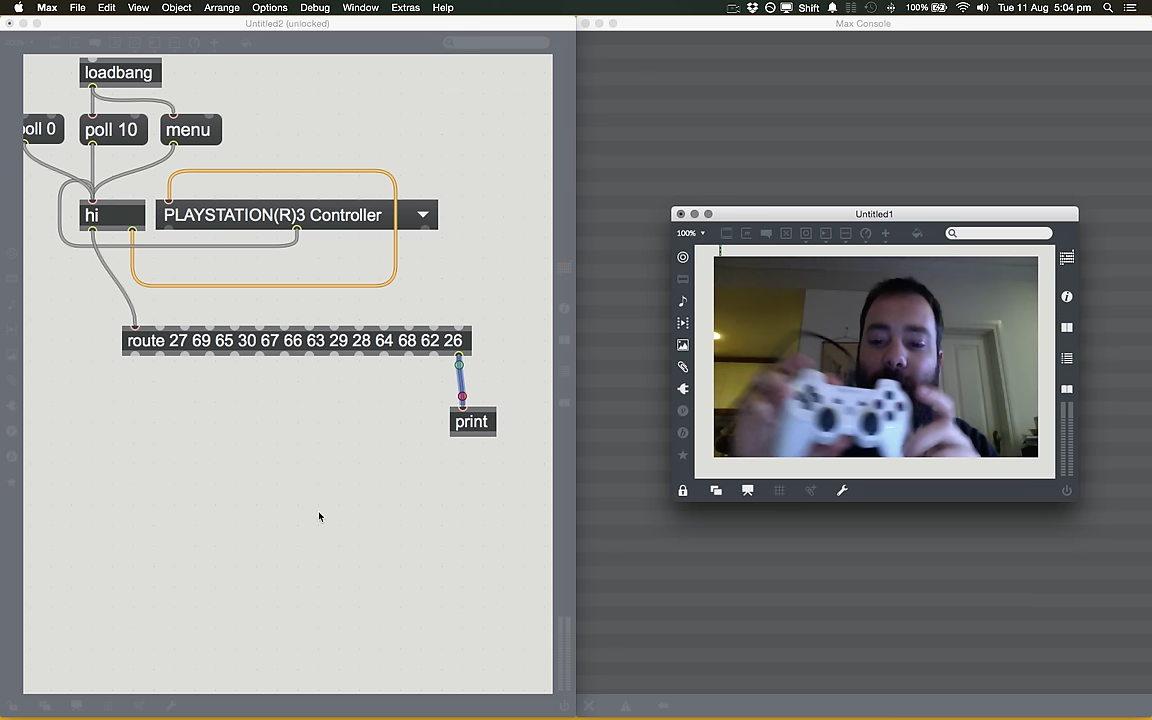 Max File Edit View Object Arrange Options Debug Window Extras Help Shift 100% Tue 11 Aug 5:04 pm
Untitled2 (unlocked)
Max Console
loadbang
oll 0
poll 10
menu
hi
PLAYSTATION(R)3 Controller
route 27 69 65 30 67 66 63 29 28 64 68 62 26
print
Untitled1
100%